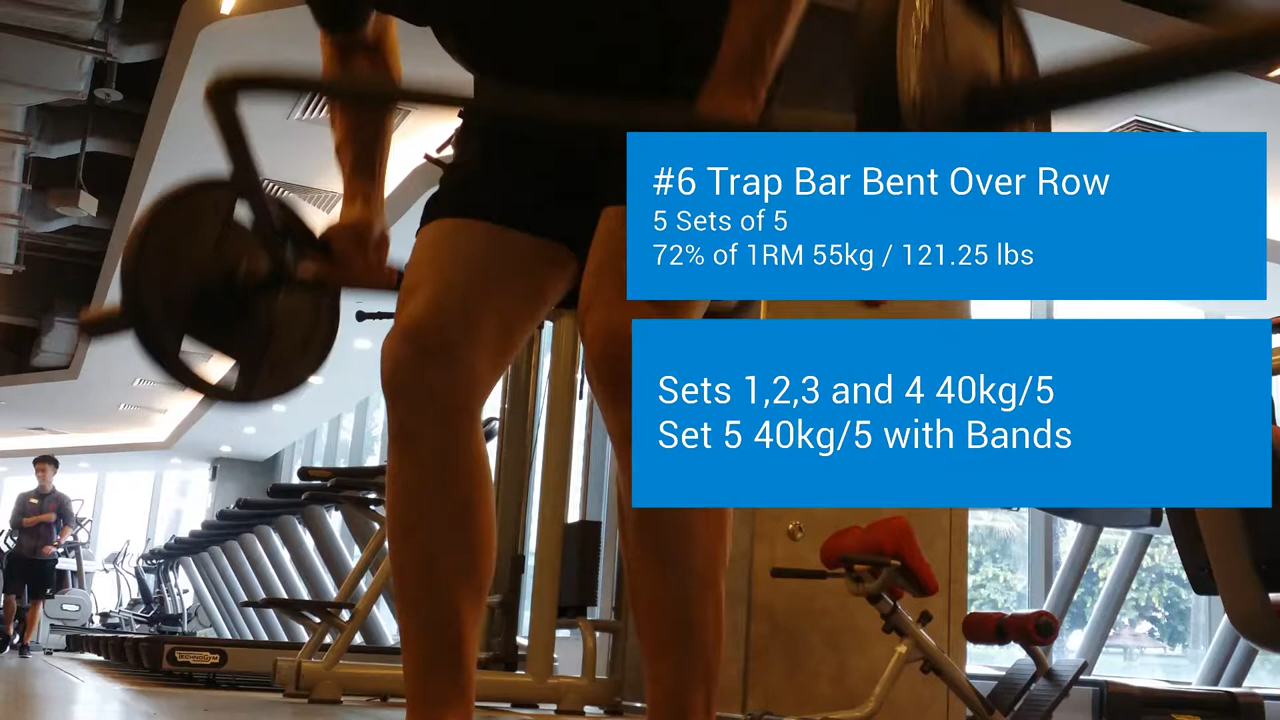 #6 Trap Bar Bent Over Row
5 Sets of 5
72% of 1RM 55kg / 121.25 lbs
Sets 1,2,3 and 4 40kg/5
Set 5 40kg/5 with Bands
TECHNOGYM